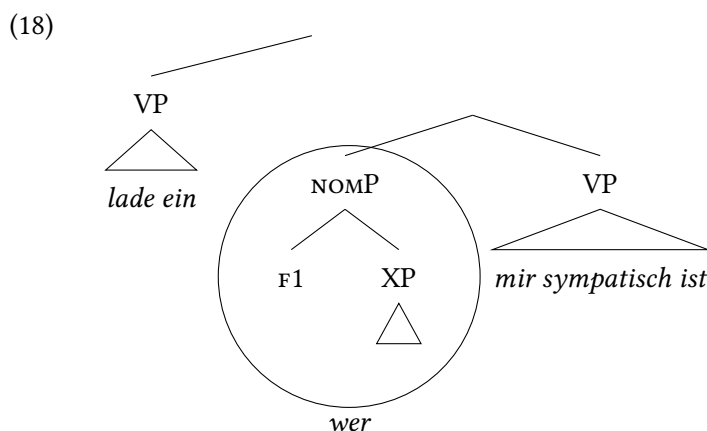 (18)
VP
lade ein
NOMP VP
F1 XP mir sympatisch ist
wer